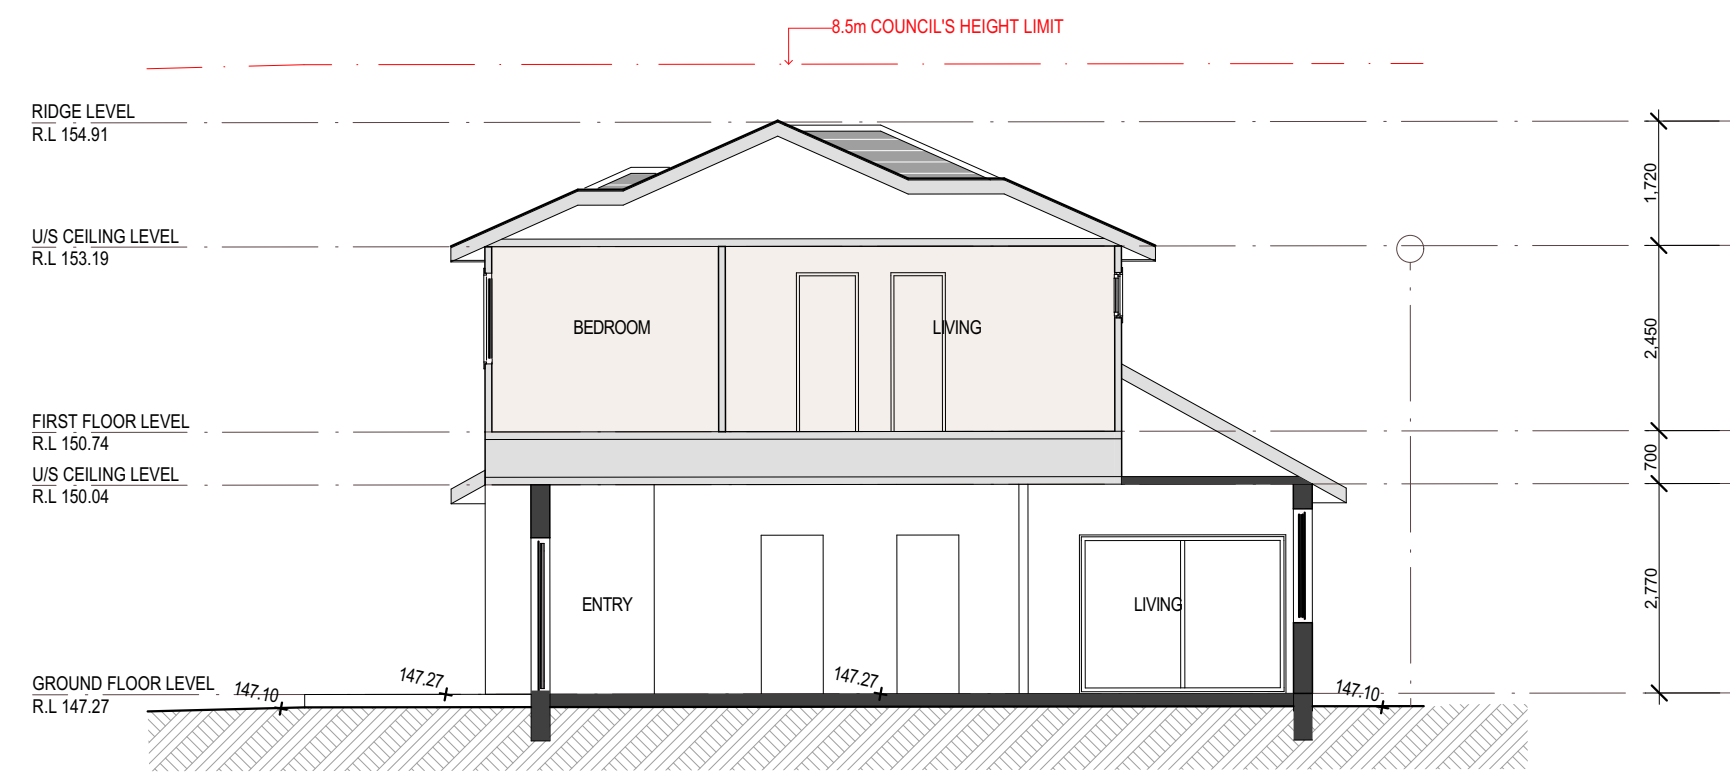 8.5m COUNCIL'S HEIGHT LIMIT
RIDGE LEVEL
R.L 154.91
1,720
U/S CEILING LEVEL
R.L 153.19
BEDROOM
LIVING
2,450
FIRST FLOOR LEVEL
R.L 150.74
700
U/S CEILING LEVEL
R.L 150.04
ENTRY
LIVING
2,770
GROUND FLOOR LEVEL
R.L 147.27
147.10
147.27
147.27
147.10